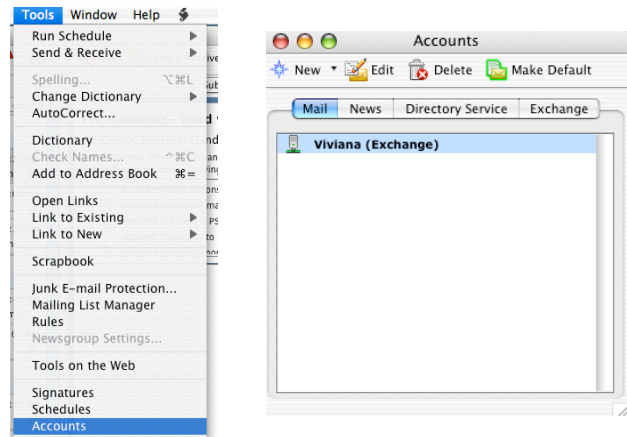 Tools Window Help
Run Schedule
Send & Receive
Spelling... ⌥⌘L
Change Dictionary
AutoCorrect...
Dictionary
Check Names... ^⌘C
Add to Address Book ⌘=
Open Links
Link to Existing
Link to New
Scrapbook
Junk E-mail Protection...
Mailing List Manager
Rules
Newsgroup Settings...
Tools on the Web
Signatures
Schedules
Accounts
Accounts
New Edit Delete Make Default
Mail News Directory Service Exchange
Viviana (Exchange)